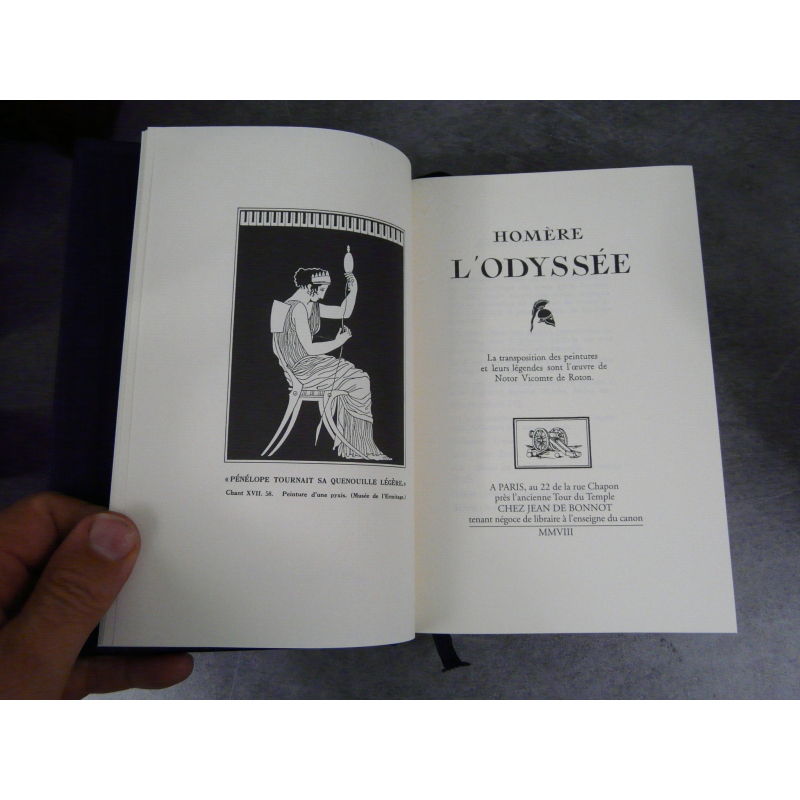 « PÉNÉLOPE TOURNAIT SA QUENOUILLE LÉGÈRE. »
Chant XVII. 58. Peinture d'une pyxis. (Musée de l'Ermitage.)
HOMÈRE
L'ODYSSÉE
La transposition des peintures
et leurs légendes sont l'œuvre de
Notor Vicomte de Roton.
A PARIS, au 22 de la rue Chapon
près l'ancienne Tour du Temple
CHEZ JEAN DE BONNOT
tenant négoce de libraire à l'enseigne du canon
MMVIII